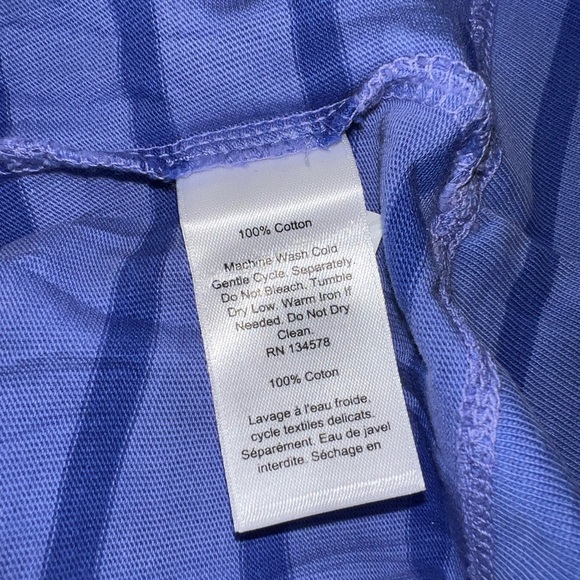 100% Cotton
Machine Wash Cold
Gentle Cycle. Separately.
Do Not Bleach. Tumble
Dry Low. Warm Iron If
Needed. Do Not Dry
Clean.
RN 134578
100% Coton
Lavage à l'eau froide,
cycle textiles delicats.
Séparément. Eau de javel
interdite. Séchage en